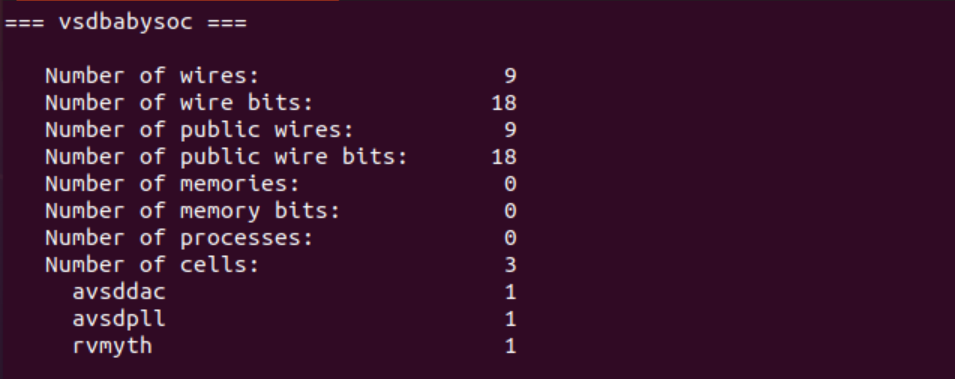 === vsdbabysoc ===
Number of wires: 9
Number of wire bits: 18
Number of public wires: 9
Number of public wire bits: 18
Number of memories: 0
Number of memory bits: 0
Number of processes: 0
Number of cells: 3
avsddac 1
avsdpll 1
rvmyth 1